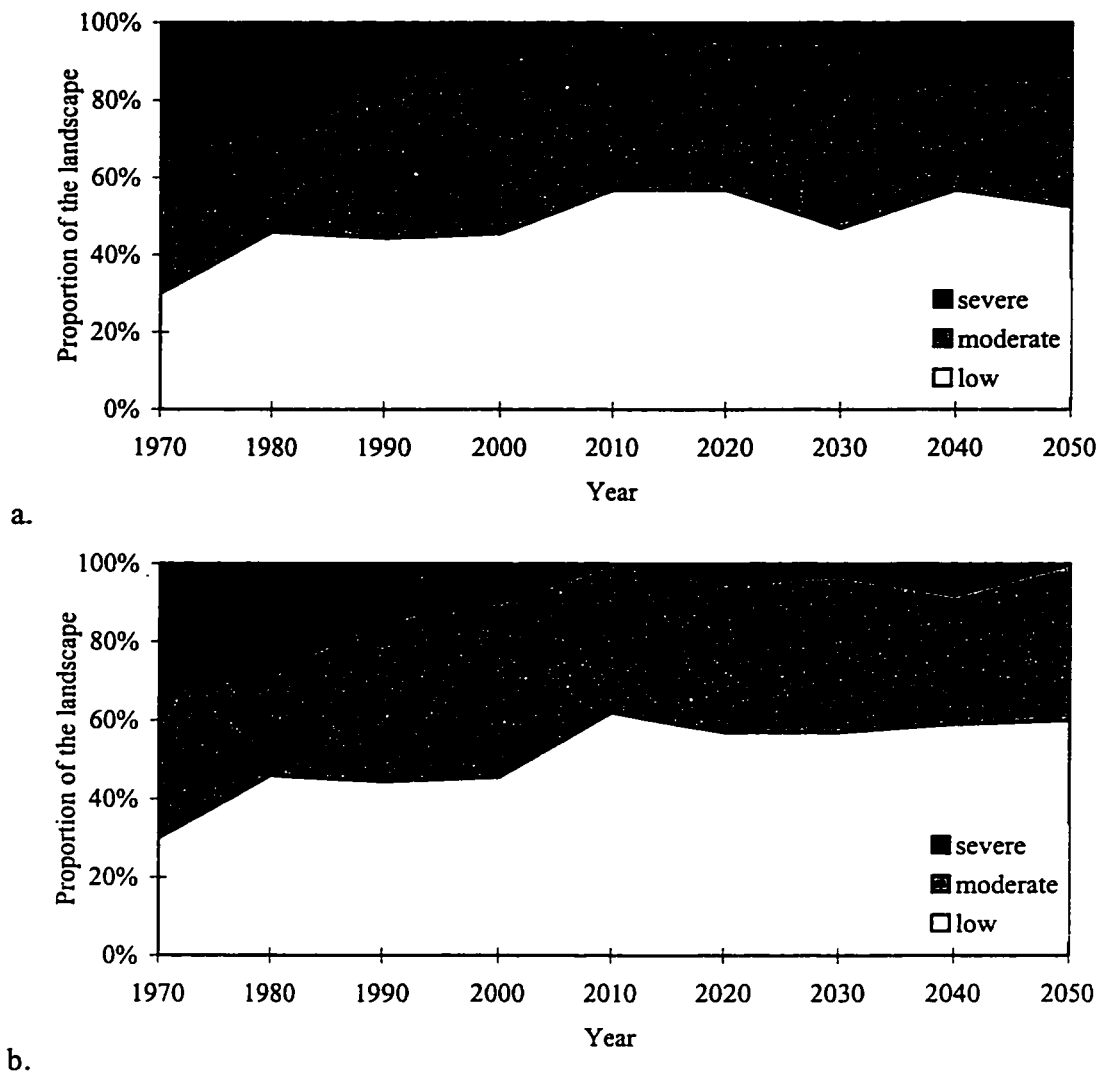 Proportion of the landscape
100%
80%
60%
40%
20%
0%
severe
moderate
low
1970 1980 1990 2000 2010 2020 2030 2040 2050
Year
a.
Proportion of the landscape
100%
80%
60%
40%
20%
0%
severe
moderate
low
1970 1980 1990 2000 2010 2020 2030 2040 2050
Year
b.